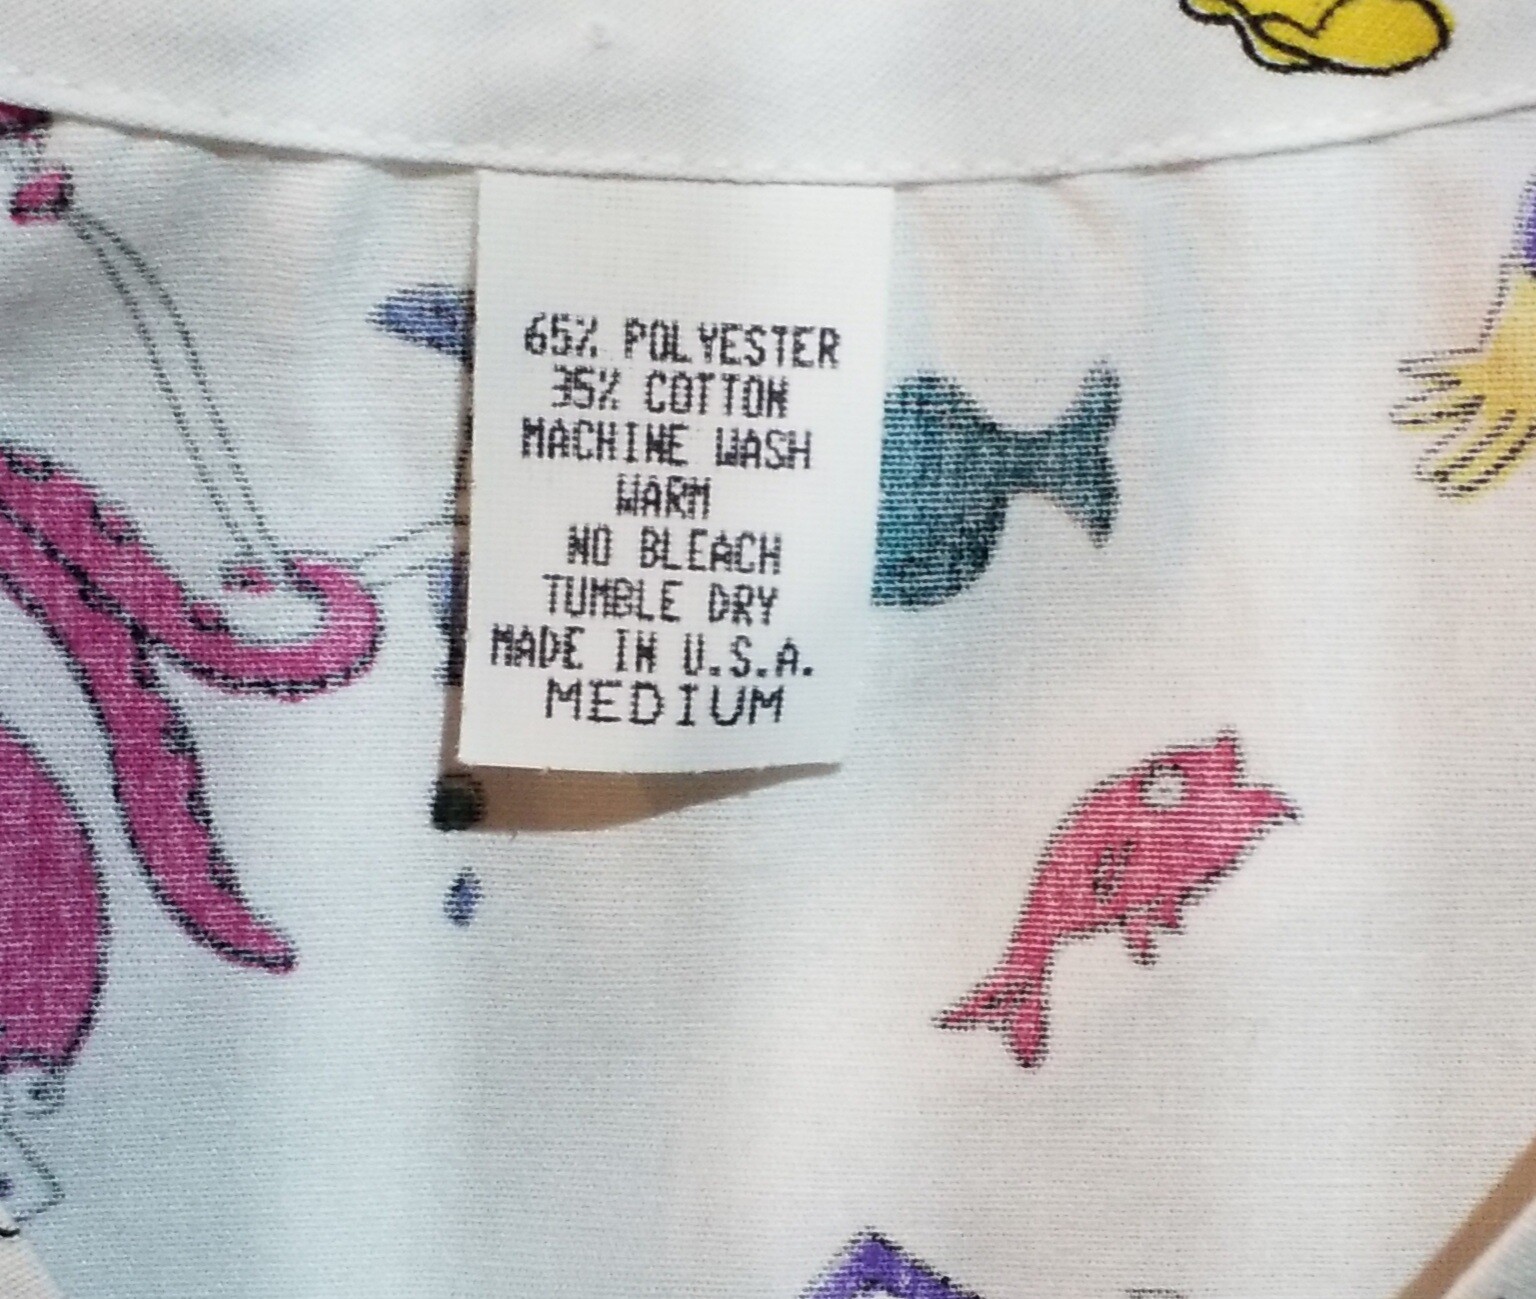 65% POLYESTER
35% COTTON
MACHINE WASH
WARM
NO BLEACH
TUMBLE DRY
MADE IN U.S.A.
MEDIUM